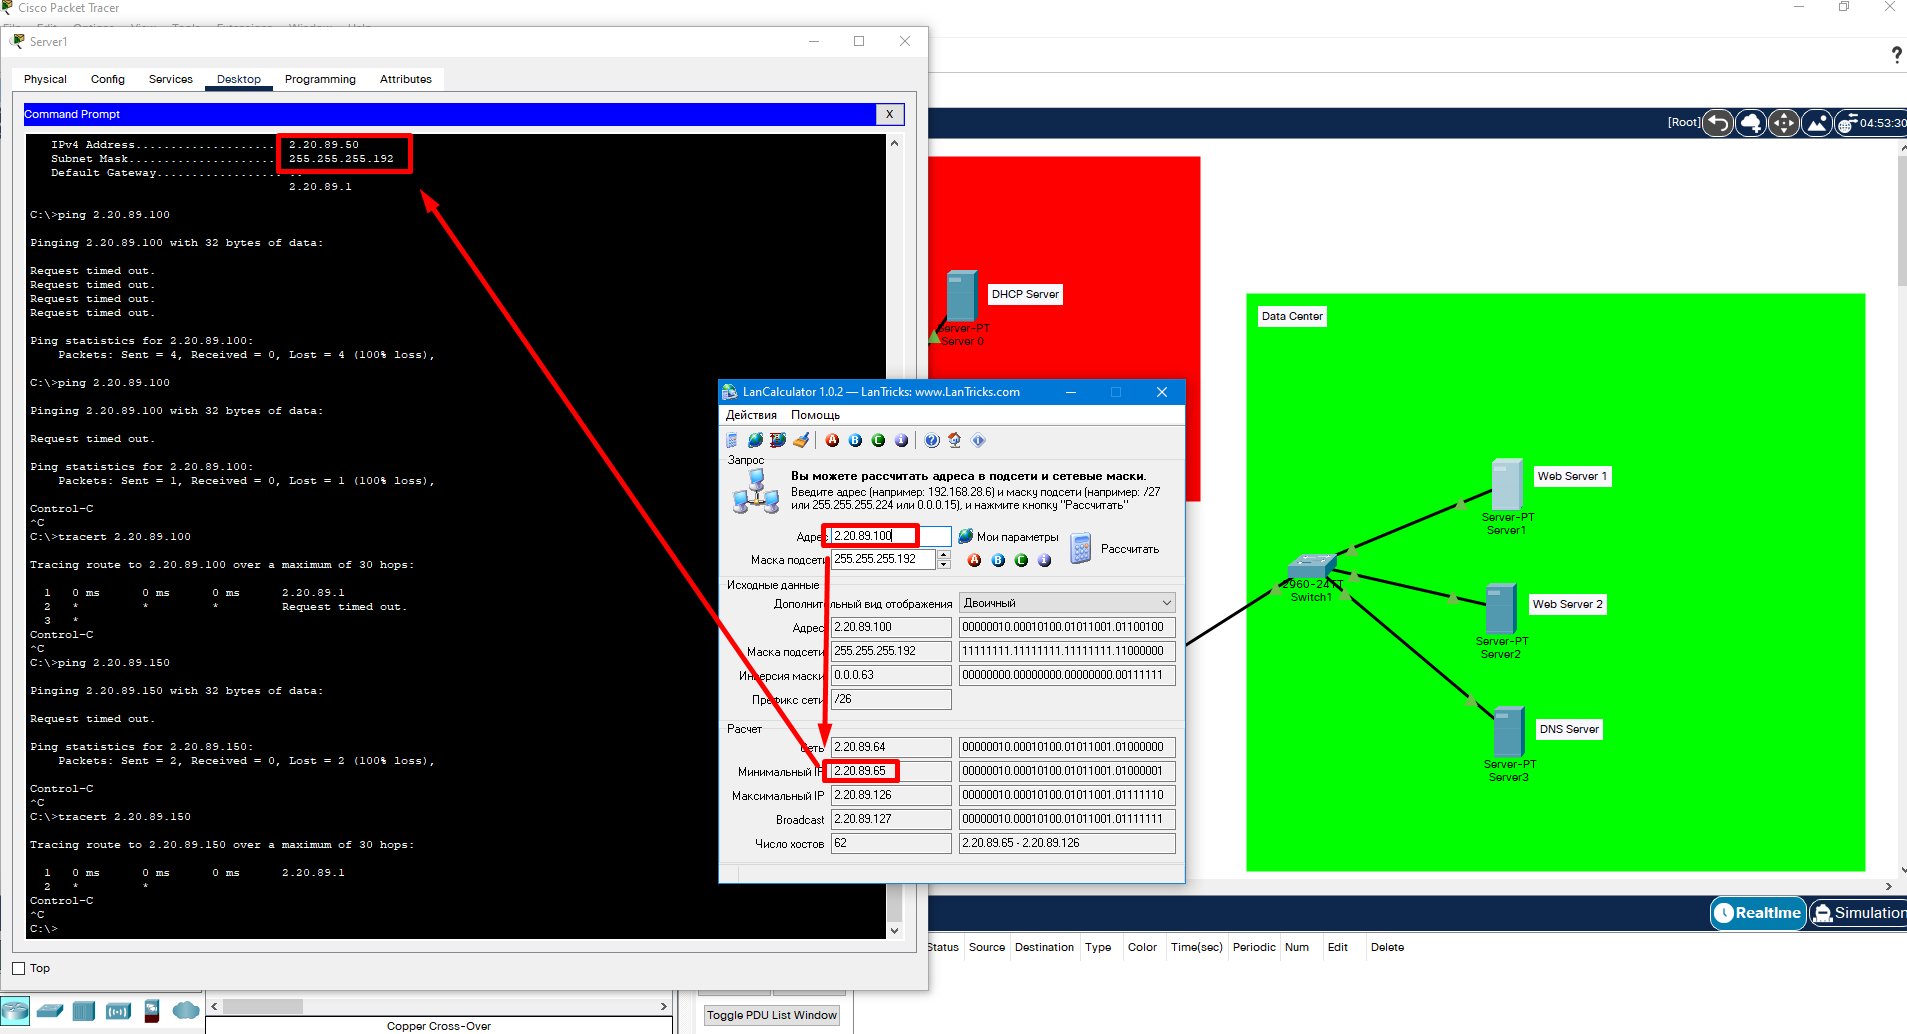 Cisco Packet Tracer
Server1
Physical Config Services Desktop Programming Attributes
Command Prompt
X
IPv4 Address....................: 2.20.89.50
Subnet Mask.....................: 255.255.255.192
Default Gateway.................: ::
2.20.89.1
C:\>ping 2.20.89.100
Pinging 2.20.89.100 with 32 bytes of data:
Request timed out.
Request timed out.
Request timed out.
Request timed out.
Ping statistics for 2.20.89.100:
Packets: Sent = 4, Received = 0, Lost = 4 (100% loss),
C:\>ping 2.20.89.100
Pinging 2.20.89.100 with 32 bytes of data:
Request timed out.
Ping statistics for 2.20.89.100:
Packets: Sent = 1, Received = 0, Lost = 1 (100% loss),
Control-C
^C
C:\>tracert 2.20.89.100
Tracing route to 2.20.89.100 over a maximum of 30 hops:
1 0 ms 0 ms 0 ms 2.20.89.1
2 * * * Request timed out.
3 *
Control-C
^C
C:\>ping 2.20.89.150
Pinging 2.20.89.150 with 32 bytes of data:
Request timed out.
Ping statistics for 2.20.89.150:
Packets: Sent = 2, Received = 0, Lost = 2 (100% loss),
Control-C
^C
C:\>tracert 2.20.89.150
Tracing route to 2.20.89.150 over a maximum of 30 hops:
1 0 ms 0 ms 0 ms 2.20.89.1
2 * *
Control-C
^C
C:\>
Top
?
[Root] 04:53:30
DHCP Server
Server-PT
Server 0
Data Center
Web Server 1
Server-PT
Server1
2960-24TT
Switch1
Web Server 2
Server-PT
Server2
DNS Server
Server-PT
Server3
LanCalculator 1.0.2 — LanTricks: www.LanTricks.com
Действия Помощь
A B C i
Запрос
Вы можете рассчитать адреса в подсети и сетевые маски.
Введите адрес (например: 192.168.28.6) и маску подсети (например: /27
или 255.255.255.224 или 0.0.0.15), и нажмите кнопку "Рассчитать"
Адрес 2.20.89.100 Мои параметры
Рассчитать
Маска подсети 255.255.255.192 A B C i
Исходные данные
Дополнительный вид отображения Двоичный
Адрес 2.20.89.100 00000010.00010100.01011001.01100100
Маска подсети 255.255.255.192 11111111.11111111.11111111.11000000
Инверсия маски 0.0.0.63 00000000.00000000.00000000.00111111
Префикс сети /26
Расчет
Сеть 2.20.89.64 00000010.00010100.01011001.01000000
Минимальный IP 2.20.89.65 00000010.00010100.01011001.01000001
Максимальный IP 2.20.89.126 00000010.00010100.01011001.01111110
Broadcast 2.20.89.127 00000010.00010100.01011001.01111111
Число хостов 62 2.20.89.65 - 2.20.89.126
Realtime Simulation
Status Source Destination Type Color Time(sec) Periodic Num Edit Delete
Toggle PDU List Window
Copper Cross-Over